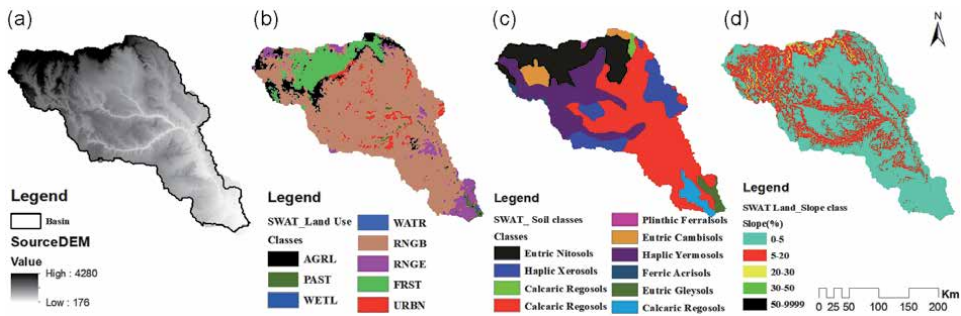 (a)
Legend
Basin
SourceDEM
Value
High : 4280
Low : 176
(b)
Legend
SWAT_Land Use
Classes
AGRL
PAST
WETL
WATR
RNGB
RNGE
FRST
URBN
(c)
Legend
SWAT_ Soil classes
Classes
Eutric Nitosols
Haplic Xerosols
Calcaric Regosols
Calcaric Regosols
Plinthic Ferralsols
Eutric Cambisols
Haplic Yermosols
Ferric Acrisols
Eutric Gleysols
Calcaric Regosols
(d)
N
Legend
SWAT Land_Slope class
Slope(%)
0-5
5-20
20-30
30-50
50-9999
Km
0 25 50 100 150 200